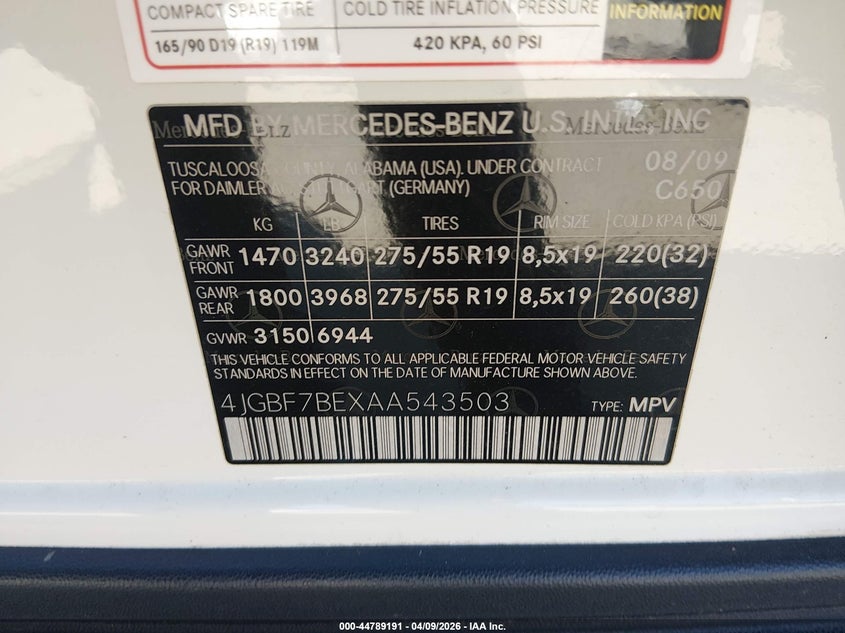 COMPACT SPARE TIRE COLD TIRE INFLATION PRESSURE INFORMATION
165/90 D19 (R19) 119M 420 KPA, 60 PSI
MFD BY MERCEDES-BENZ U.S. INTL. INC
Mercedes-Benz Mercedes-Benz
TUSCALOOSA COUNTY, ALABAMA (USA). UNDER CONTRACT 08/09
FOR DAIMLER AG STUTTGART (GERMANY) C650
KG LB TIRES RIM SIZE COLD KPA (PSI)
GAWR FRONT 1470 3240 275/55 R19 8,5x19 220(32)
GAWR REAR 1800 3968 275/55 R19 8,5x19 260(38)
GVWR 3150 6944
THIS VEHICLE CONFORMS TO ALL APPLICABLE FEDERAL MOTOR VEHICLE SAFETY
STANDARDS IN EFFECT ON THE DATE OF MANUFACTURE SHOWN ABOVE.
4JGBF7BEXAA543503 TYPE: MPV
000-44789191 - 04/09/2026 - IAA Inc.